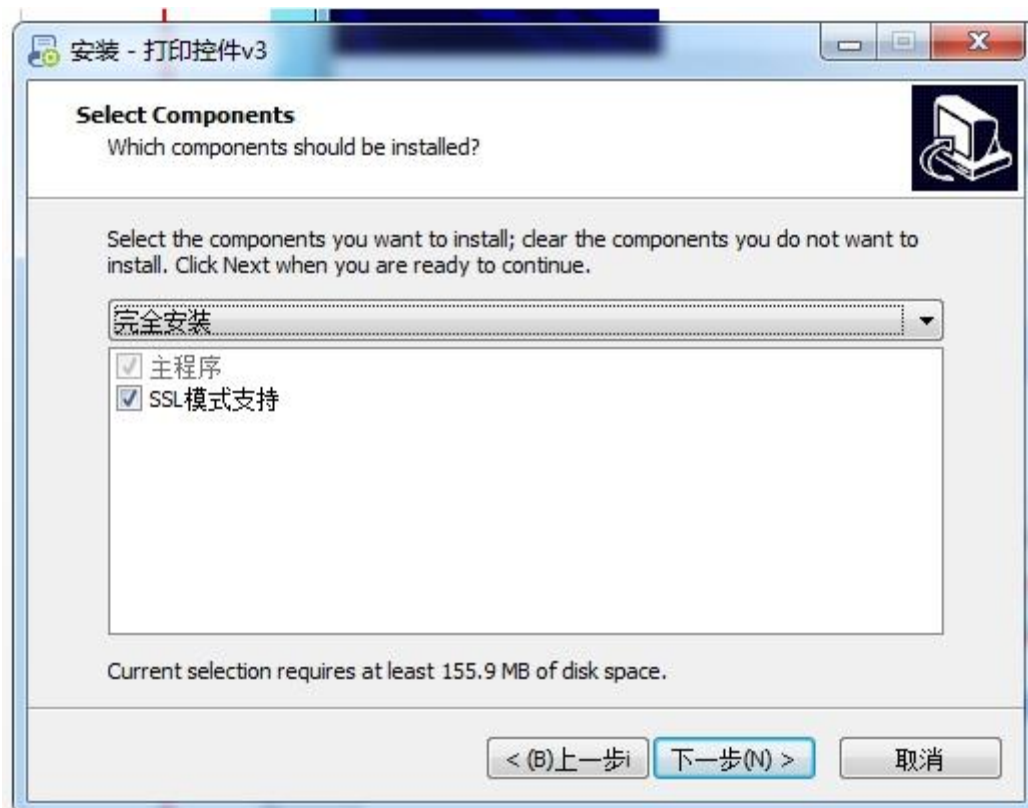 安装 - 打印控件v3
Select Components
Which components should be installed?
Select the components you want to install; clear the components you do not want to
install. Click Next when you are ready to continue.
完全安装
主程序
SSL模式支持
Current selection requires at least 155.9 MB of disk space.
< (B)上一步i
下一步(N) >
取消